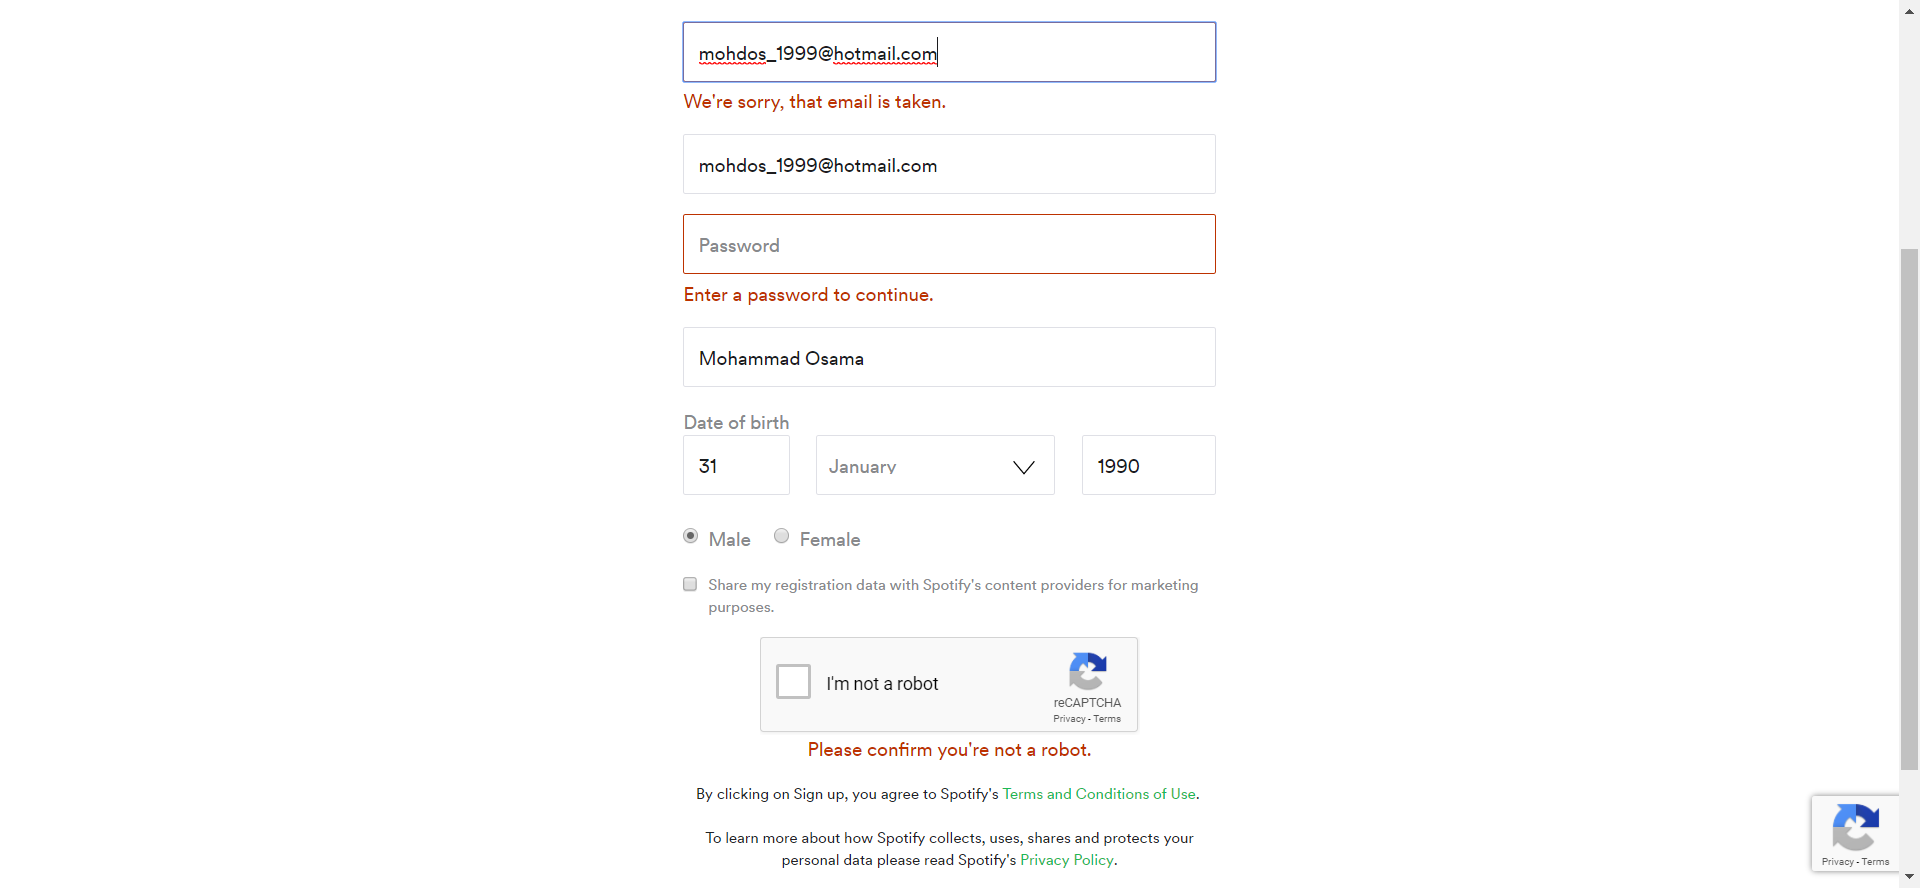 mohdos_1999@hotmail.com
We're sorry, that email is taken.
mohdos_1999@hotmail.com
Password
Enter a password to continue.
Mohammad Osama
Date of birth
31
January
1990
Male
Female
Share my registration data with Spotify's content providers for marketing
purposes.
I'm not a robot
reCAPTCHA
Privacy - Terms
Please confirm you're not a robot.
By clicking on Sign up, you agree to Spotify's Terms and Conditions of Use.
To learn more about how Spotify collects, uses, shares and protects your
personal data please read Spotify's Privacy Policy.
Privacy - Terms